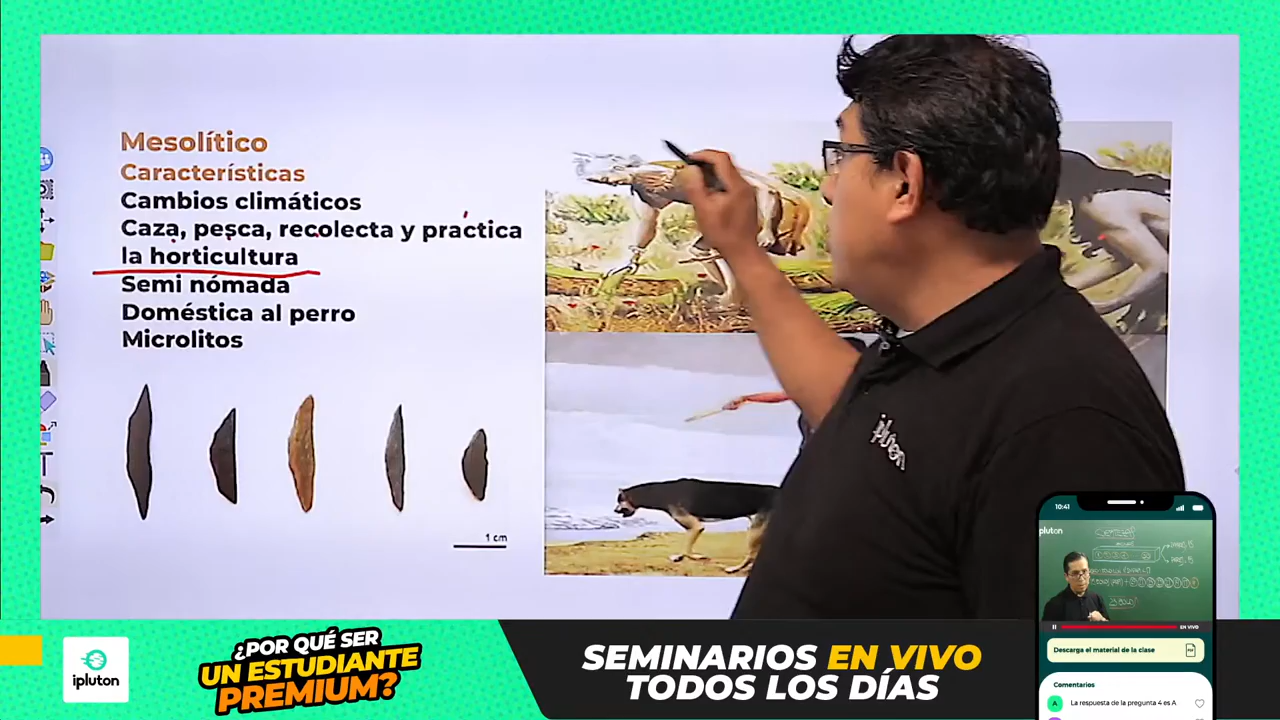 Mesolítico
Características
Cambios climáticos
Caza, pesca, recolecta y practica
la horticultura
Semi nómada
Doméstica al perro
Microlitos
1 cm
ipluton
10:41
ipluton
EN VIVO
Descarga el material de la clase
Comentarios
A
La respuesta de la pregunta 4 es A
ipluton
¿POR QUÉ SER
UN ESTUDIANTE
PREMIUM?
SEMINARIOS EN VIVO
TODOS LOS DÍAS